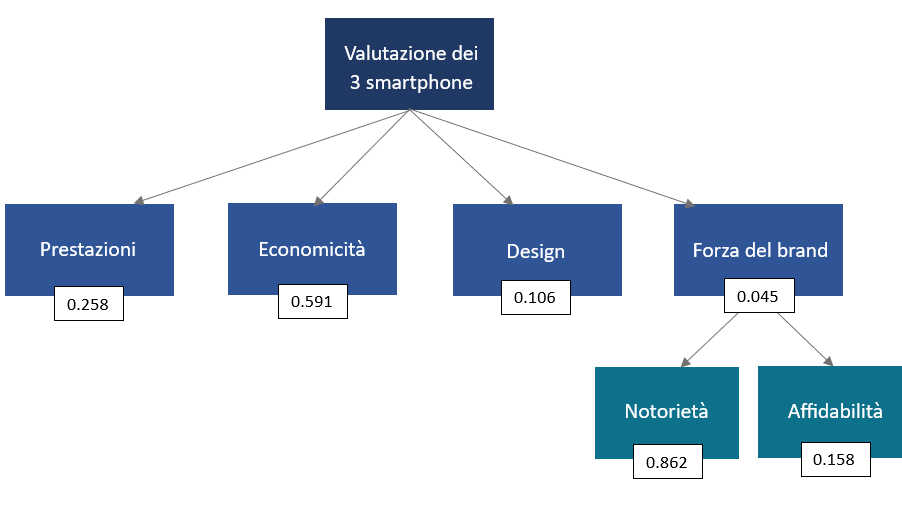 Valutazione dei
3 smartphone
Prestazioni
Economicità
Design
Forza del brand
0.258
0.591
0.106
0.045
Notorietà
Affidabilità
0.862
0.158